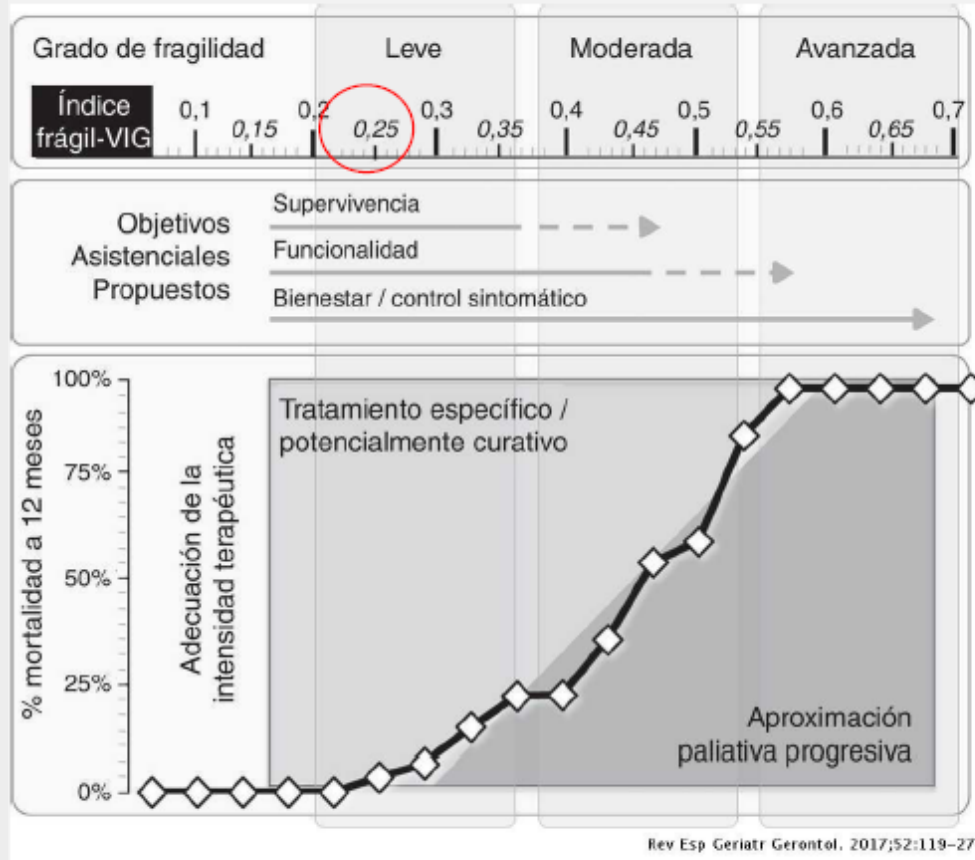 Grado de fragilidad
Leve
Moderada
Avanzada
Índice
frágil-VIG
0,1
0,15
0,2
0,25
0,3
0,35
0,4
0,45
0,5
0,55
0,6
0,65
0,7
Objetivos
Asistenciales
Propuestos
Supervivencia
Funcionalidad
Bienestar / control sintomático
% mortalidad a 12 meses
100%
75%
50%
25%
0%
Adecuación de la
intensidad terapéutica
Tratamiento específico /
potencialmente curativo
Aproximación
paliativa progresiva
Rev Esp Geriatr Gerontol. 2017;52:119-27